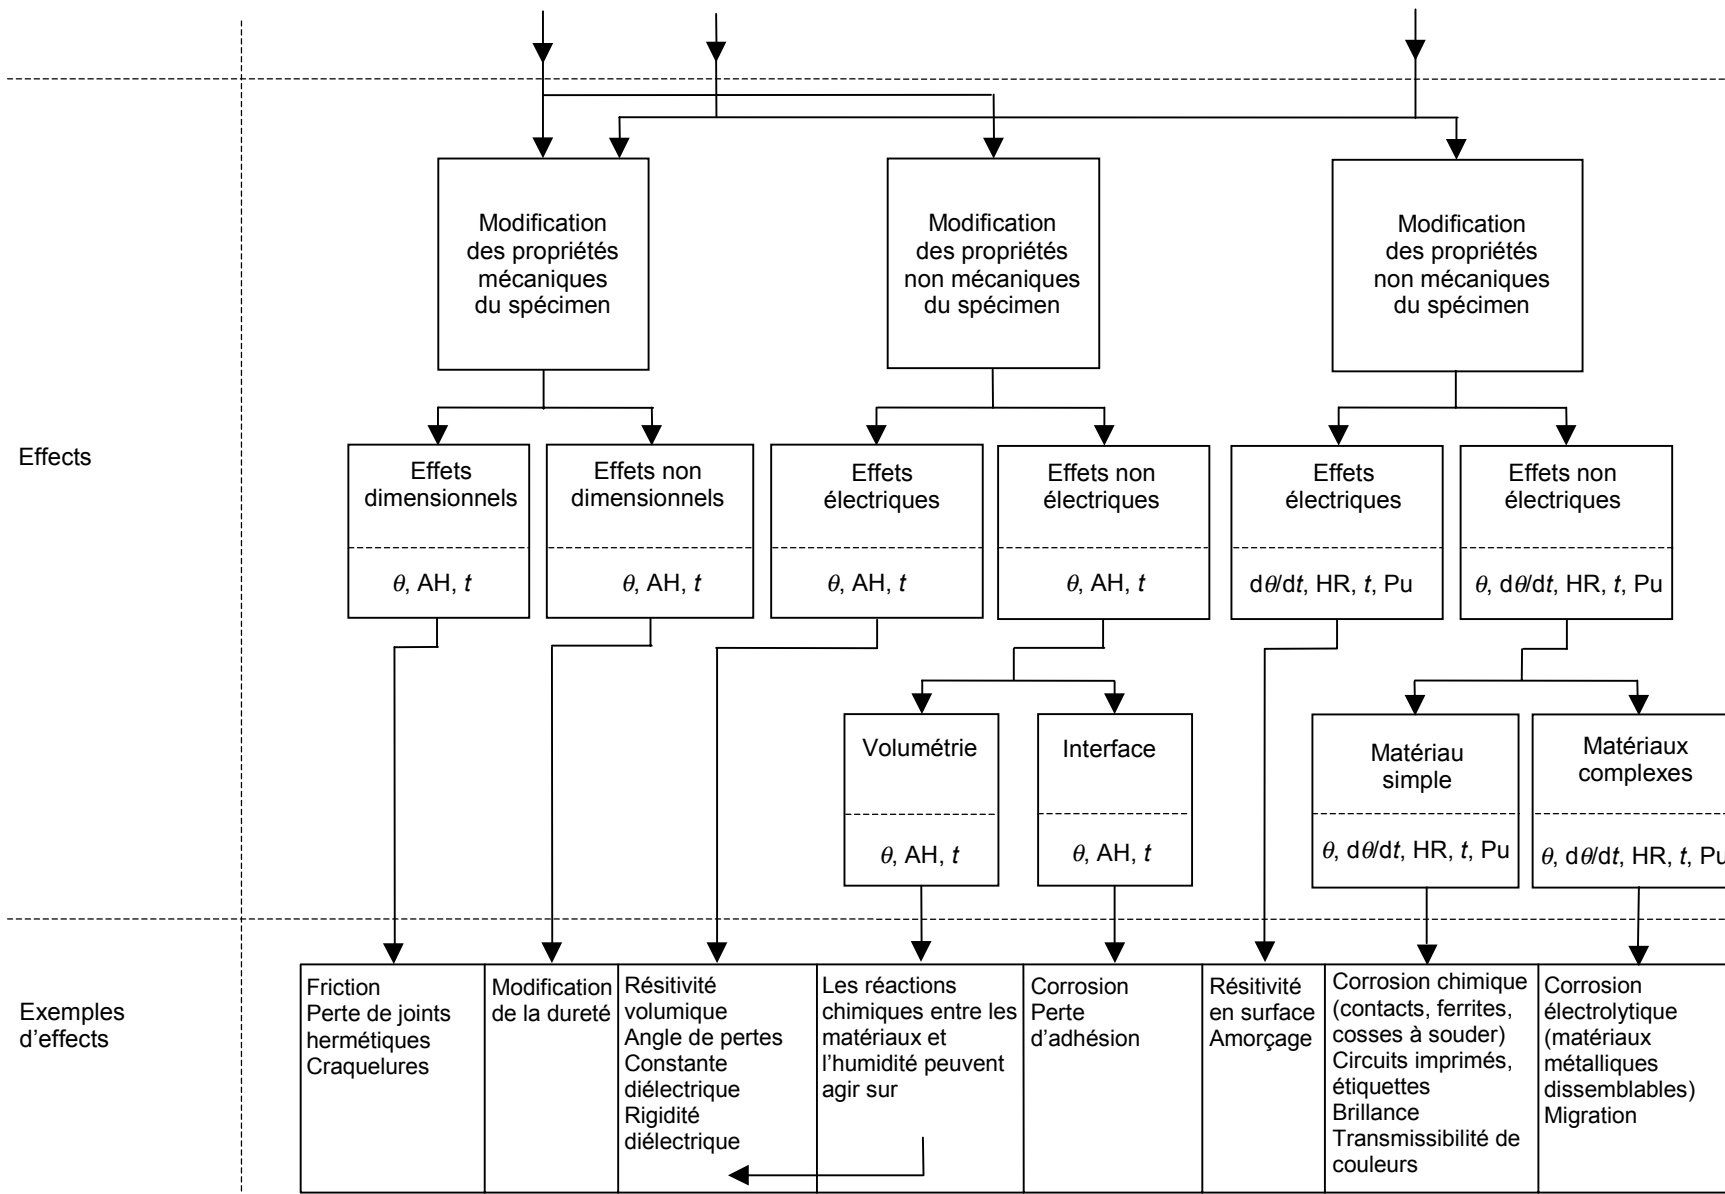 Modification
des propriétés
mécaniques
du spécimen
Modification
des propriétés
non mécaniques
du spécimen
Modification
des propriétés
non mécaniques
du spécimen
Effects
Effets
dimensionnels
θ, AH, t
Effets non
dimensionnels
θ, AH, t
Effets
électriques
θ, AH, t
Effets non
électriques
θ, AH, t
Effets
électriques
dθ/dt, HR, t, Pu
Effets non
électriques
θ, dθ/dt, HR, t, Pu
Volumétrie
θ, AH, t
Interface
θ, AH, t
Matériau
simple
θ, dθ/dt, HR, t, Pu
Matériaux
complexes
θ, dθ/dt, HR, t, Pu
Exemples
d’effects
Friction
Perte de joints
hermétiques
Craquelures
Modification
de la dureté
Résitivité
volumique
Angle de pertes
Constante
diélectrique
Rigidité
diélectrique
Les réactions
chimiques entre les
matériaux et
l’humidité peuvent
agir sur
Corrosion
Perte
d’adhésion
Résitivité
en surface
Amorçage
Corrosion chimique
(contacts, ferrites,
cosses à souder)
Circuits imprimés,
étiquettes
Brillance
Transmissibilité de
couleurs
Corrosion
électrolytique
(matériaux
métalliques
dissemblables)
Migration